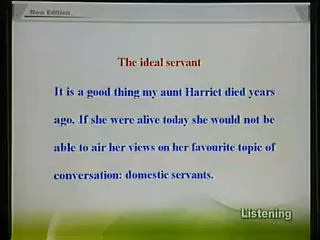 New Edition
The ideal servant
It is a good thing my aunt Harriet died years
ago. If she were alive today she would not be
able to air her views on her favourite topic of
conversation: domestic servants.
Listening